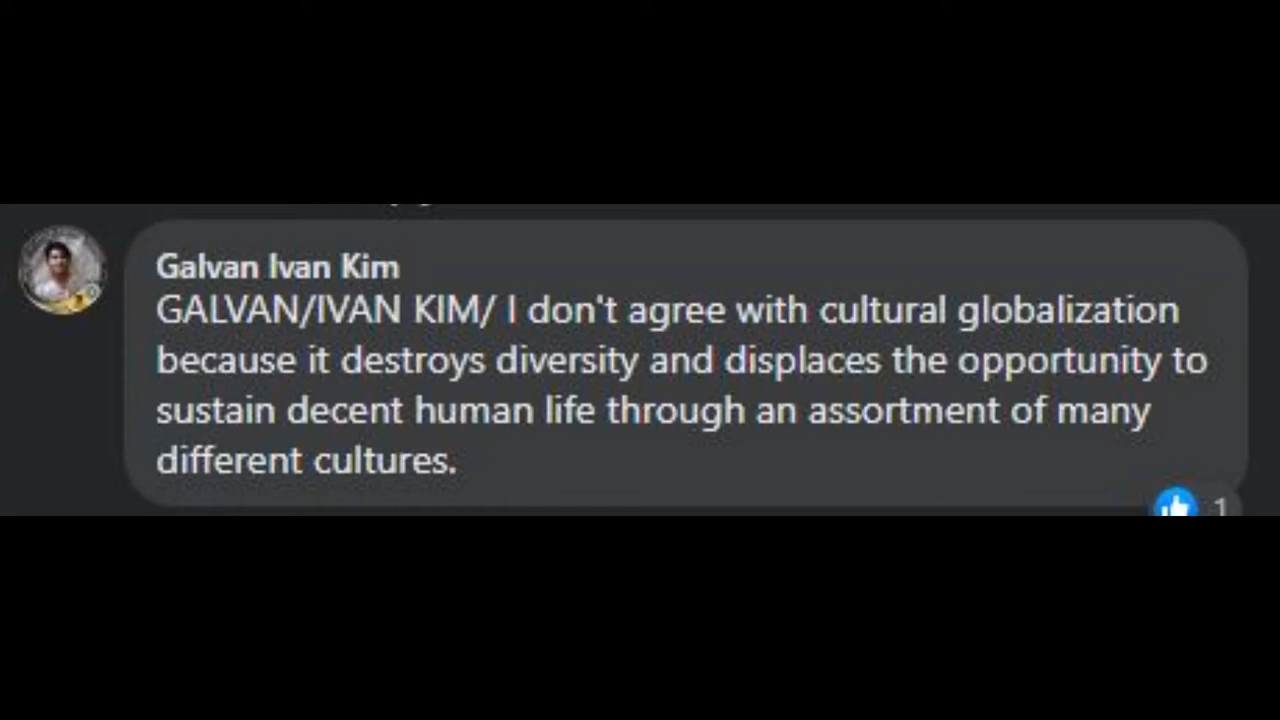 Galvan Ivan Kim
GALVAN/IVAN KIM/ I don't agree with cultural globalization
because it destroys diversity and displaces the opportunity to
sustain decent human life through an assortment of many
different cultures.
1